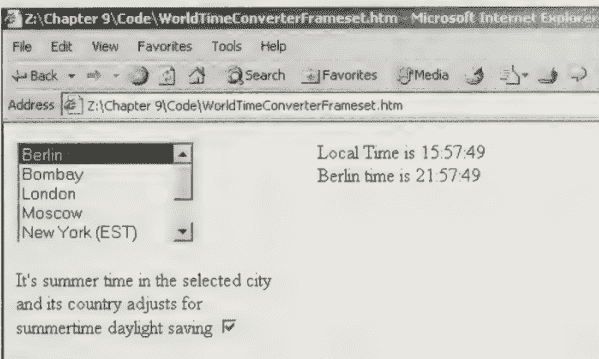 Z:\Chapter 9\Code\WorldTimeConverterFrameset.htm - Microsoft Internet Explorer
File Edit View Favorites Tools Help
Back Search Favorites Media
Address Z:\Chapter 9\Code\WorldTimeConverterFrameset.htm
Berlin
Bombay
London
Moscow
New York (EST)
Local Time is 15:57:49
Berlin time is 21:57:49
It's summer time in the selected city
and its country adjusts for
summertime daylight saving